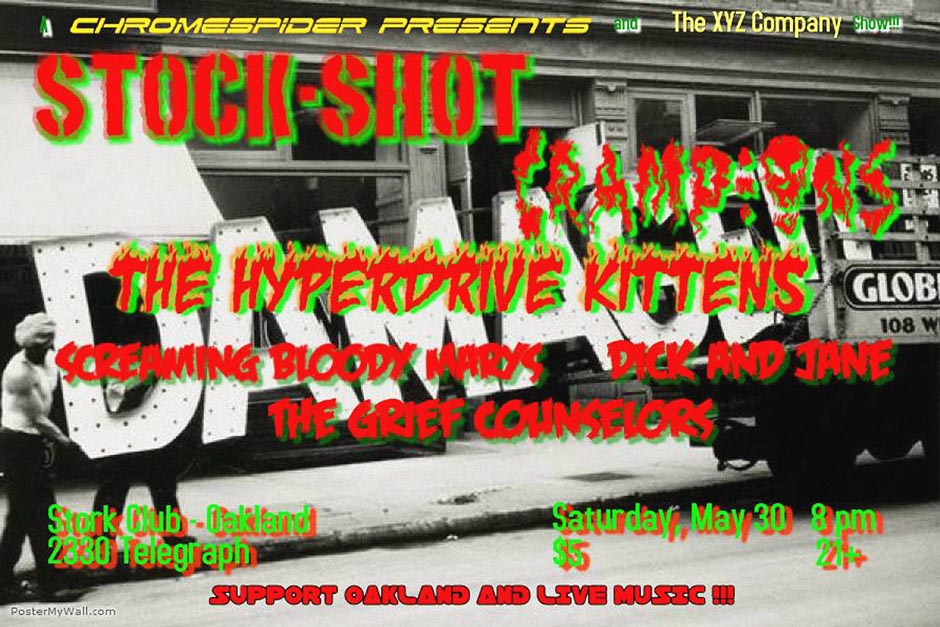 A CHROMESPIDER PRESENTS and The XYZ Company Show!!!
STOCK-SHOT
CRAMPONS
THE HYPERDRIVE KITTENS
DAMAGE
GLOB
108 W
SCREAMING BLOODY MARYS DICK AND JANE
THE GRIEF COUNSELORS
Stork Club - Oakland
2330 Telegraph
Saturday, May 30 8 pm
$5 21+
SUPPORT OAKLAND AND LIVE MUSIC !!!
PosterMyWall.com